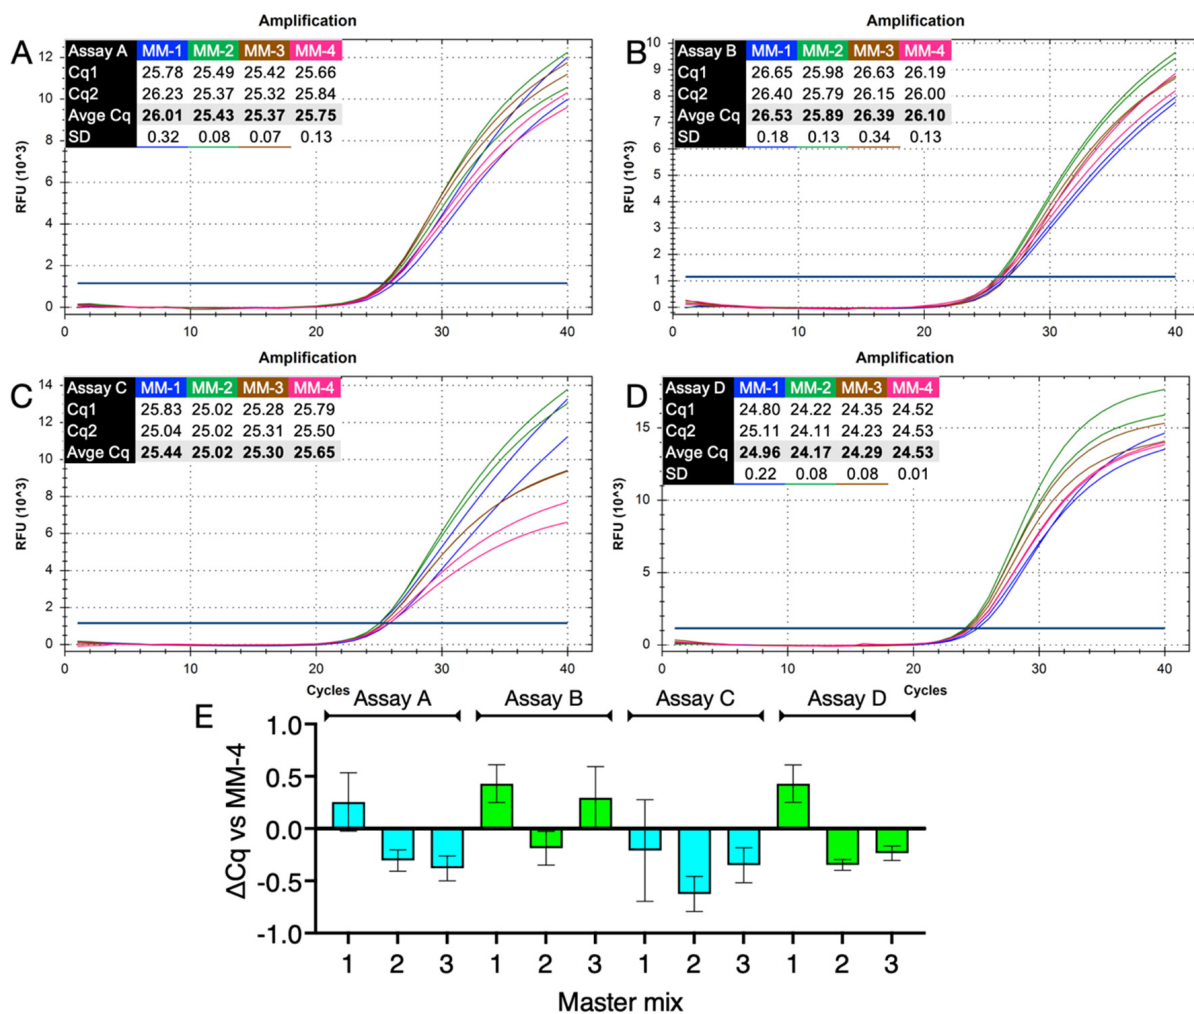 Amplification
A
Assay A MM-1 MM-2 MM-3 MM-4
Cq1 25.78 25.49 25.42 25.66
Cq2 26.23 25.37 25.32 25.84
Avge Cq 26.01 25.43 25.37 25.75
SD 0.32 0.08 0.07 0.13
RFU (10^3)
12
10
8
6
4
2
0
0 10 20 30 40
Amplification
B
Assay B MM-1 MM-2 MM-3 MM-4
Cq1 26.65 25.98 26.63 26.19
Cq2 26.40 25.79 26.15 26.00
Avge Cq 26.53 25.89 26.39 26.10
SD 0.18 0.13 0.34 0.13
RFU (10^3)
10
9
8
7
6
5
4
3
2
1
0
0 10 20 30 40
Amplification
C
Assay C MM-1 MM-2 MM-3 MM-4
Cq1 25.83 25.02 25.28 25.79
Cq2 25.04 25.02 25.31 25.50
Avge Cq 25.44 25.02 25.30 25.65
RFU (10^3)
14
12
10
8
6
4
2
0
0 10 20 30 40
Cycles
Amplification
D
Assay D MM-1 MM-2 MM-3 MM-4
Cq1 24.80 24.22 24.35 24.52
Cq2 25.11 24.11 24.23 24.53
Avge Cq 24.96 24.17 24.29 24.53
SD 0.22 0.08 0.08 0.01
RFU (10^3)
15
10
5
0
0 10 20 30 40
Cycles
E
Assay A Assay B Assay C Assay D
ΔCq vs MM-4
1.0
0.5
0.0
-0.5
-1.0
1 2 3 1 2 3 1 2 3 1 2 3
Master mix